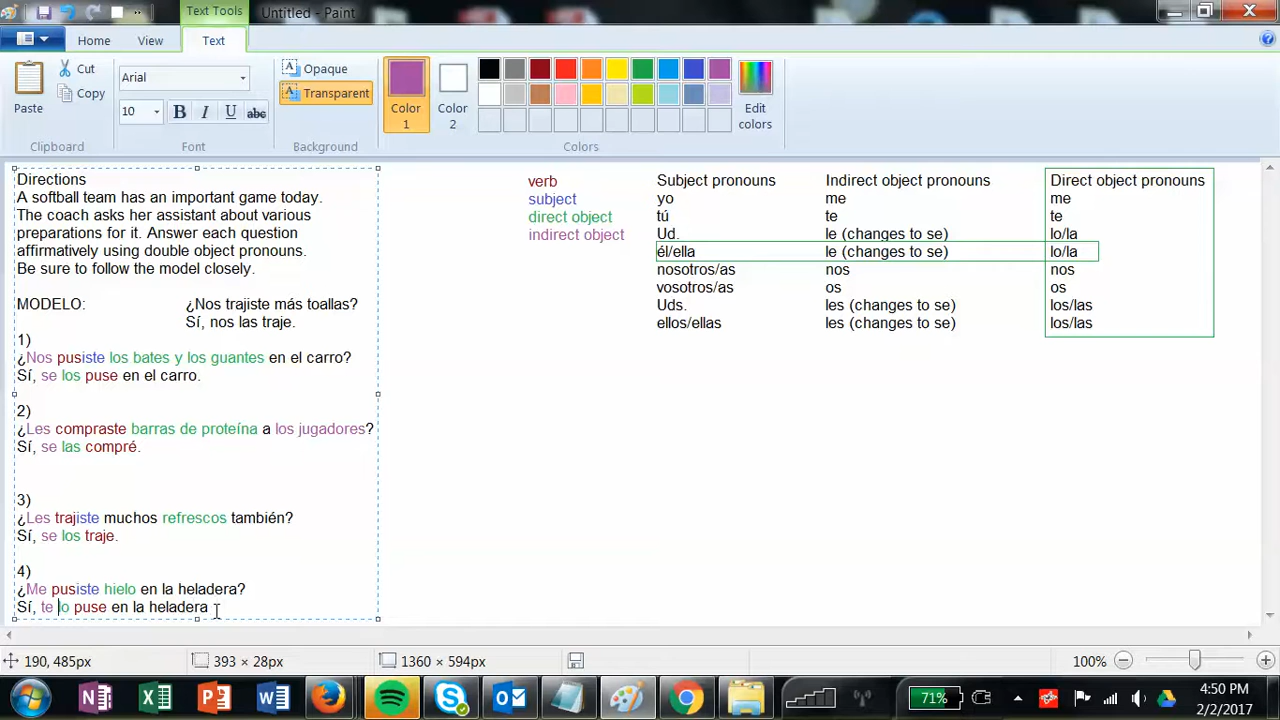 Text Tools
Untitled - Paint
Home
View
Text
Paste
Cut
Copy
Clipboard
Arial
10
B I U abc
Font
Opaque
Transparent
Background
Color 1
Color 2
Edit colors
Colors
Directions
A softball team has an important game today.
The coach asks her assistant about various
preparations for it. Answer each question
affirmatively using double object pronouns.
Be sure to follow the model closely.
MODELO: ¿Nos trajiste más toallas?
Sí, nos las traje.
1)
¿Nos pusiste los bates y los guantes en el carro?
Sí, se los puse en el carro.
2)
¿Les compraste barras de proteína a los jugadores?
Sí, se las compré.
3)
¿Les trajiste muchos refrescos también?
Sí, se los traje.
4)
¿Me pusiste hielo en la heladera?
Sí, te lo puse en la heladera
verb
subject
direct object
indirect object
Subject pronouns Indirect object pronouns Direct object pronouns
yo me me
tú te te
Ud. le (changes to se) lo/la
él/ella le (changes to se) lo/la
nosotros/as nos nos
vosotros/as os os
Uds. les (changes to se) los/las
ellos/ellas les (changes to se) los/las
190, 485px
393 × 28px
1360 × 594px
100%
71%
4:50 PM
2/2/2017